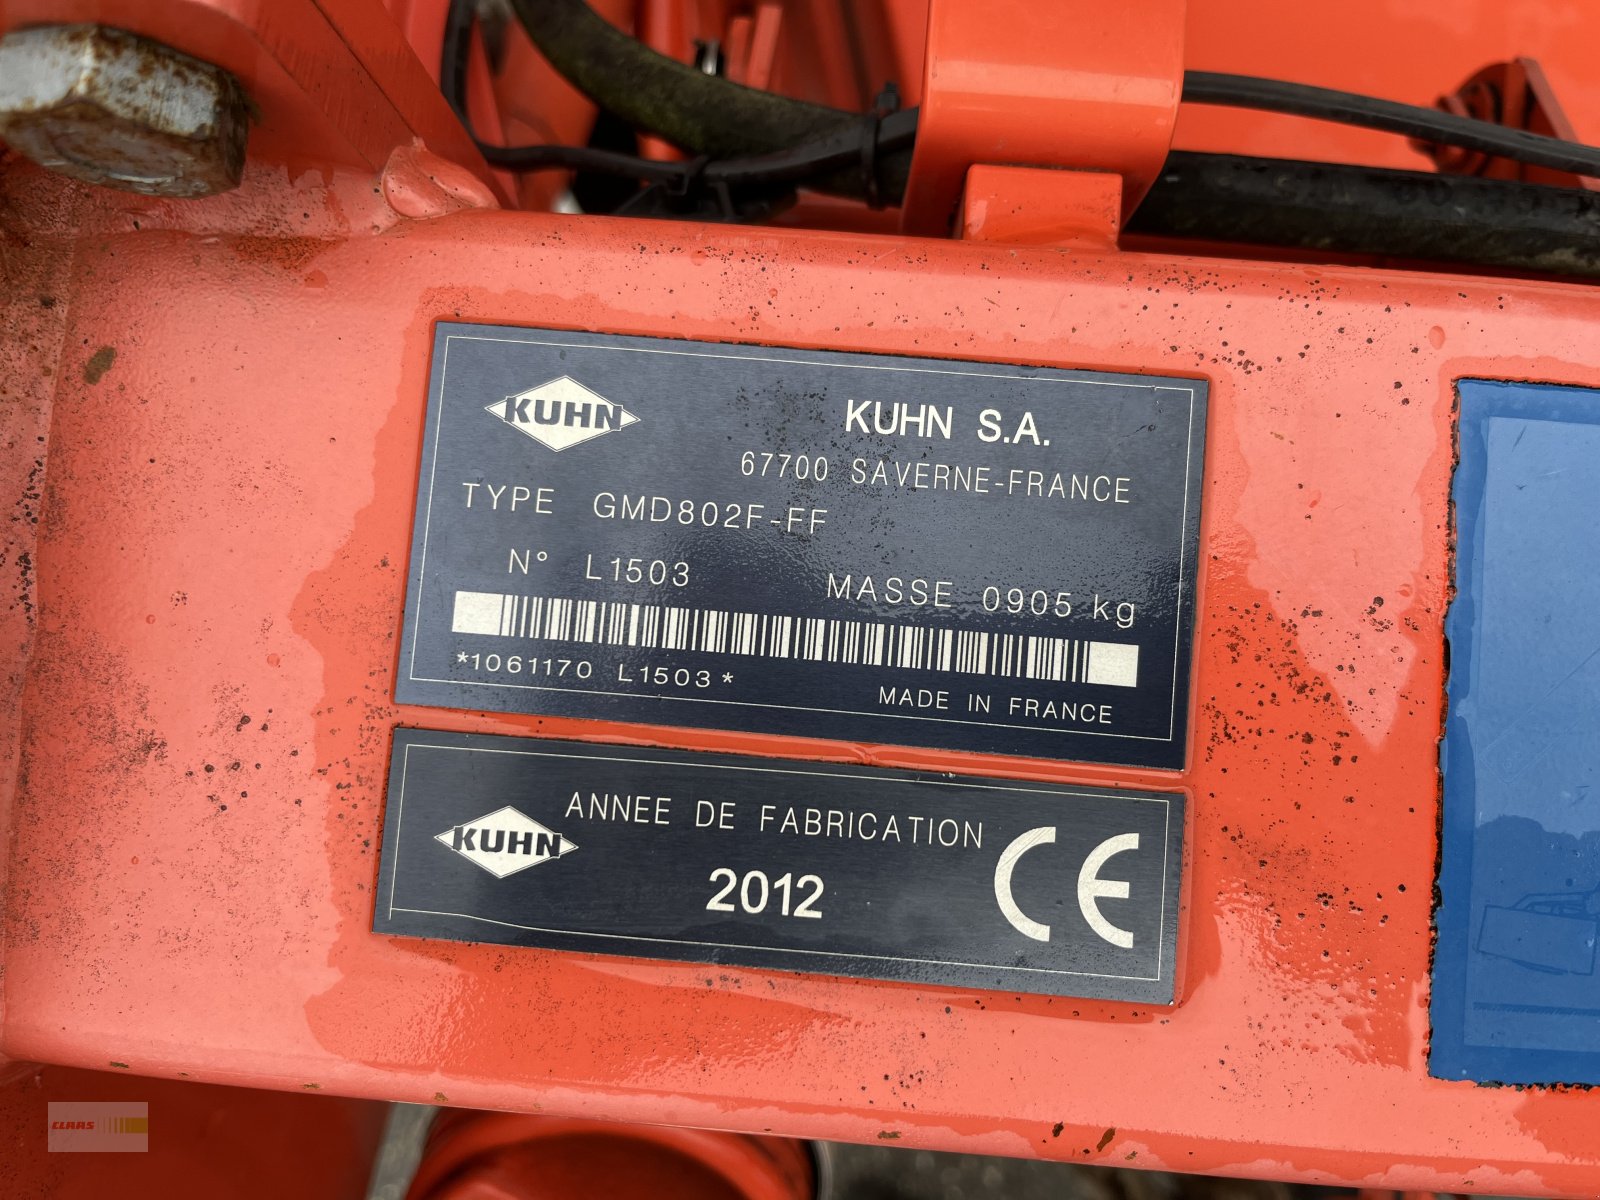 KUHN
KUHN S.A.
67700 SAVERNE-FRANCE
TYPE GMD802F-FF
N° L1503
MASSE 0905 kg
*1061170 L1503*
MADE IN FRANCE
KUHN
ANNEE DE FABRICATION
2012
CE
CLAAS